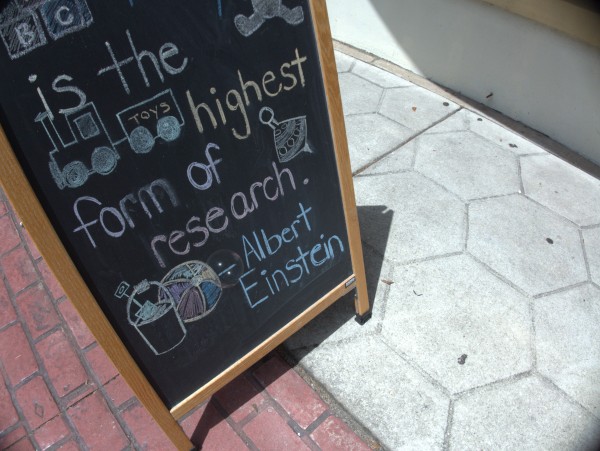 B C
is the
TOYS
highest
form of
research.
Albert
Einstein